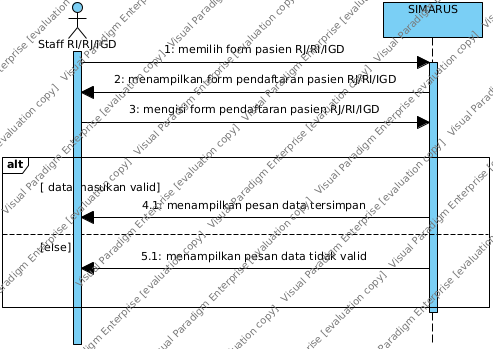 SIMARUS
Staff RI/RJ/IGD
1: memilih form pasien RJ/RI/IGD
2: menampilkan form pendaftaran pasien RJ/RI/IGD
3: mengisi form pendaftaran pasien RJ/RI/IGD
alt
[ data masukan valid]
4.1: menampilkan pesan data tersimpan
[else]
5.1: menampilkan pesan data tidak valid
Visual Paradigm Enterprise [evaluation copy]